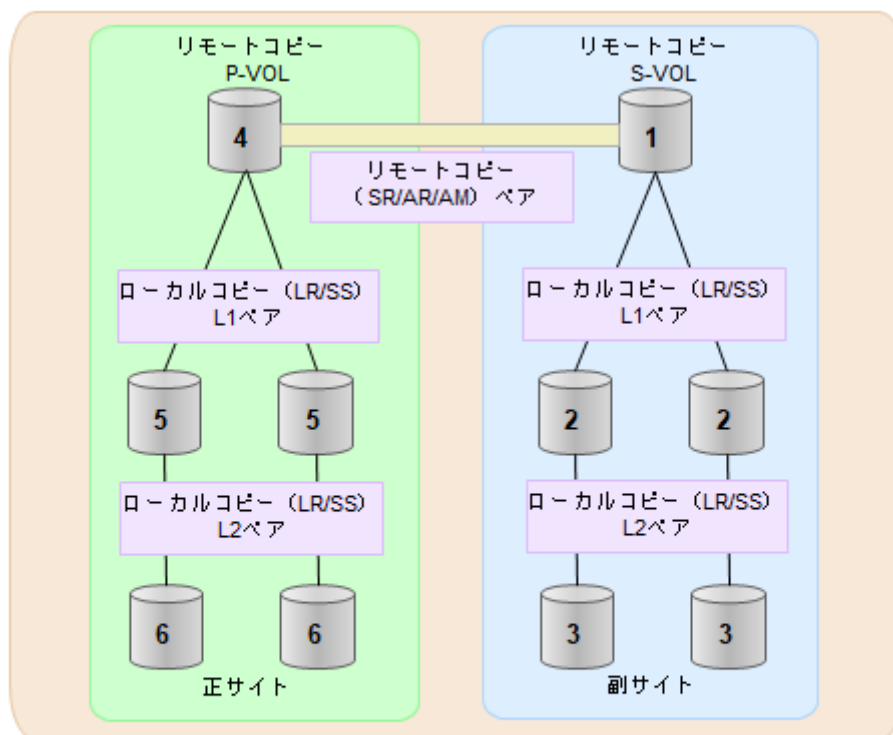 リモートコピー
P-VOL
リモートコピー
S-VOL
4
1
リモートコピー
（SR/AR/AM）ペア
ローカルコピー（LR/SS）
L1ペア
ローカルコピー（LR/SS）
L1ペア
5
5
2
2
ローカルコピー（LR/SS）
L2ペア
ローカルコピー（LR/SS）
L2ペア
6
6
3
3
正サイト
副サイト